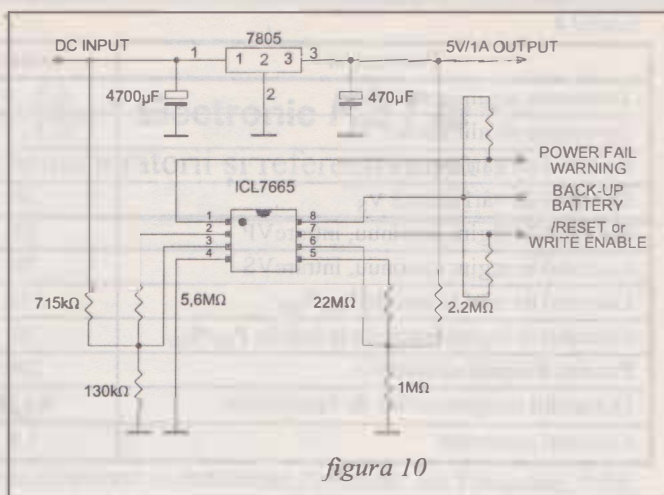 DC INPUT
1
7805
1 2 3
3
5V/1A OUTPUT
2
4700µF
470µF
POWER FAIL
WARNING
BACK-UP
BATTERY
/RESET or
WRITE ENABLE
ICL7665
1
2
3
4
8
7
6
5
715kΩ
5,6MΩ
22MΩ
2.2MΩ
130kΩ
1MΩ
figura 10